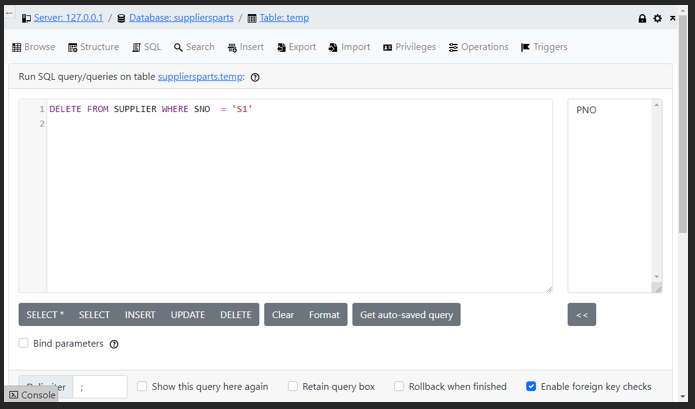 Server: 127.0.0.1 / Database: suppliersparts / Table: temp
Browse Structure SQL Search Insert Export Import Privileges Operations Triggers
Run SQL query/queries on table suppliersparts.temp:
1 DELETE FROM SUPPLIER WHERE SNO = 'S1'
2
PNO
SELECT * SELECT INSERT UPDATE DELETE Clear Format Get auto-saved query <<
Bind parameters
; Show this query here again Retain query box Rollback when finished Enable foreign key checks
Console